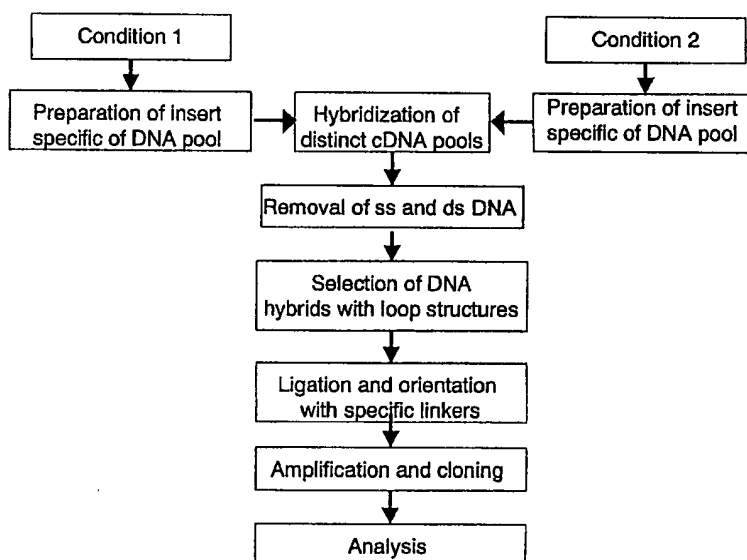 Condition 1
Condition 2
Preparation of insert
specific of DNA pool
Hybridization of
distinct cDNA pools
Preparation of insert
specific of DNA pool
Removal of ss and ds DNA
Selection of DNA
hybrids with loop structures
Ligation and orientation
with specific linkers
Amplification and cloning
Analysis